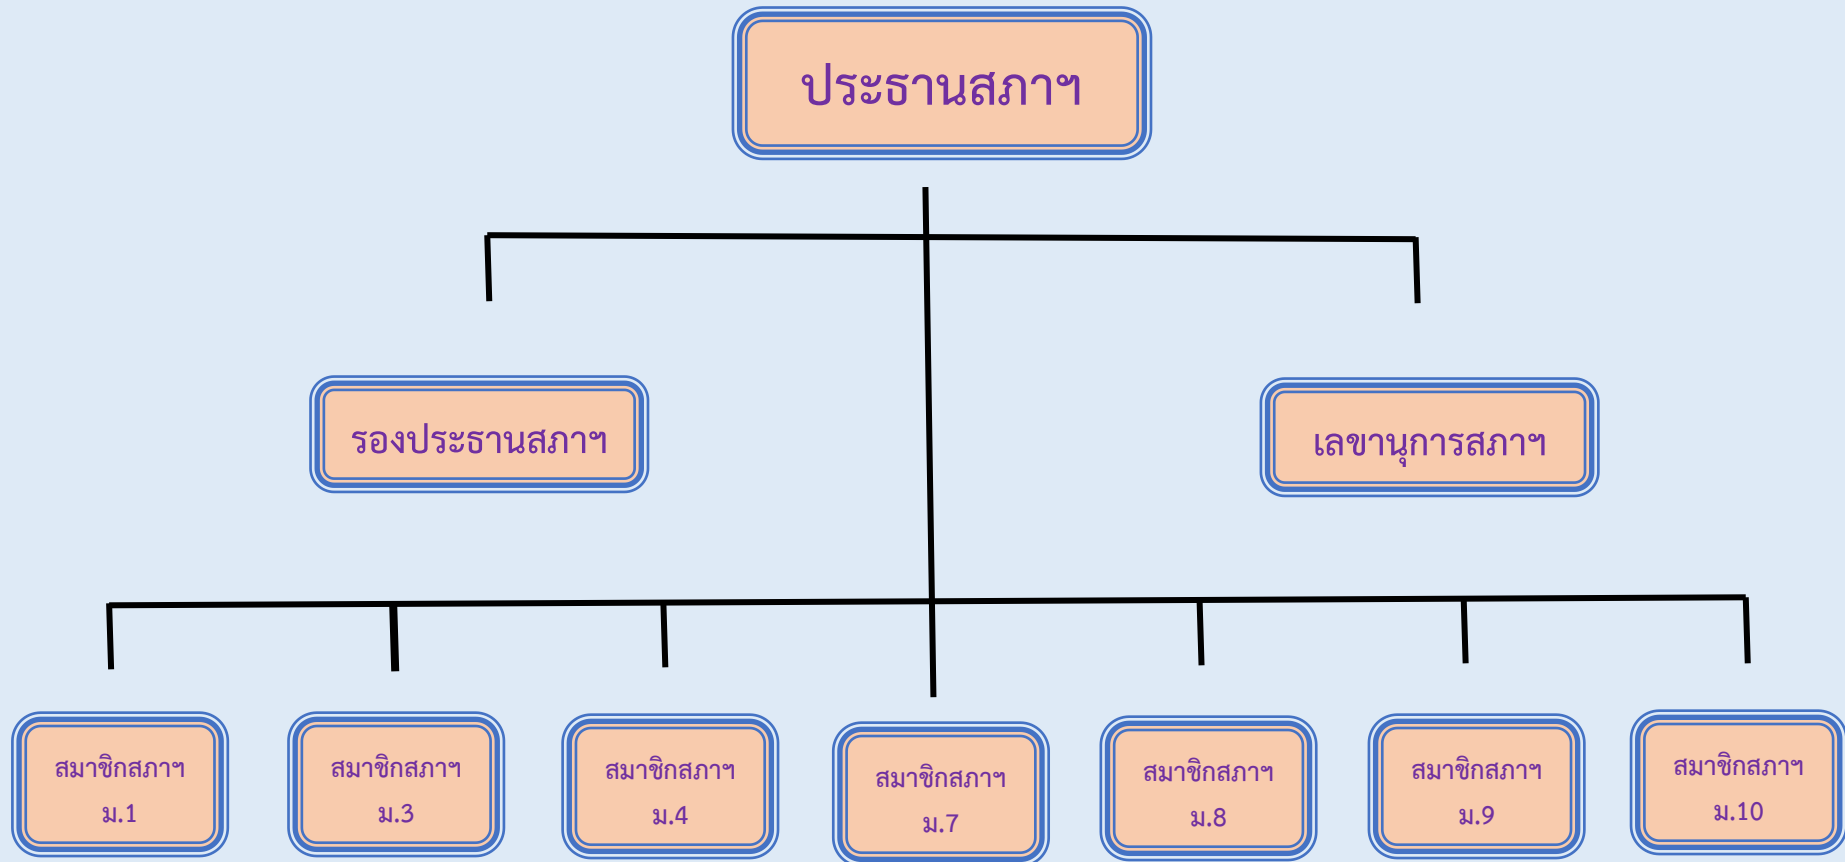 ประธานสภาฯ
รองประธานสภาฯ
เลขานุการสภาฯ
สมาชิกสภาฯ
ม.1
สมาชิกสภาฯ
ม.3
สมาชิกสภาฯ
ม.4
สมาชิกสภาฯ
ม.7
สมาชิกสภาฯ
ม.8
สมาชิกสภาฯ
ม.9
สมาชิกสภาฯ
ม.10